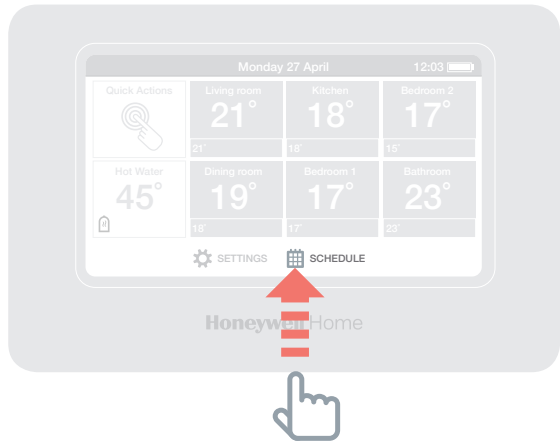 Monday 27 April 12:03
Quick Actions
Living room
21°
21°
Kitchen
18°
18°
Bedroom 2
17°
15°
Hot Water
45°
Dining room
19°
18°
Bedroom 1
17°
17°
Bathroom
23°
23°
SETTINGS SCHEDULE
Honeywell Home